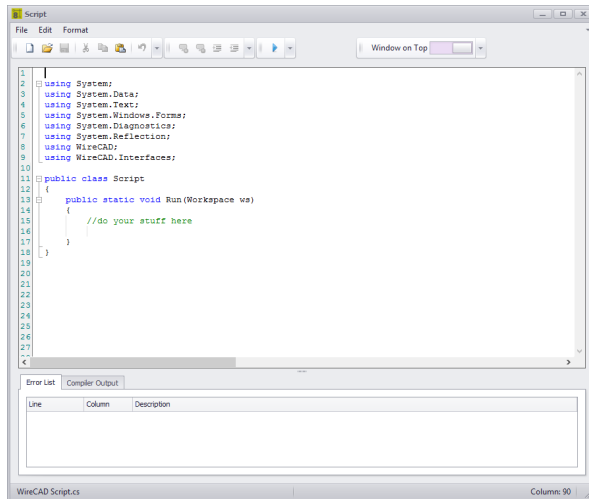 Script
File Edit Format
Window on Top
1
2 using System;
3 using System.Data;
4 using System.Text;
5 using System.Windows.Forms;
6 using System.Diagnostics;
7 using System.Reflection;
8 using WireCAD;
9 using WireCAD.Interfaces;
10
11 public class Script
12 {
13 public static void Run(Workspace ws)
14 {
15 //do your stuff here
16
17 }
18 }
19
20
21
22
23
24
25
26
27
Error List Compiler Output
Line Column Description
WireCAD Script.cs Column: 90